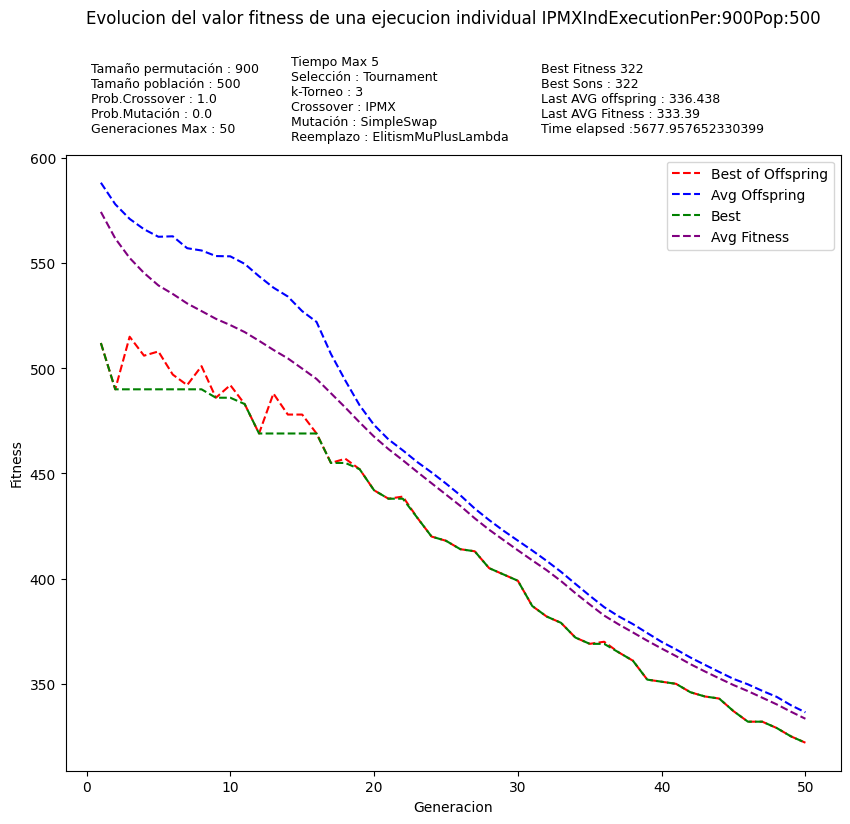 Evolucion del valor fitness de una ejecucion individual IPMXIndExecutionPer:900Pop:500
Tamaño permutación : 900
Tamaño población : 500
Prob.Crossover : 1.0
Prob.Mutación : 0.0
Generaciones Max : 50
Tiempo Max 5
Selección : Tournament
k-Torneo : 3
Crossover : IPMX
Mutación : SimpleSwap
Reemplazo : ElitismMuPlusLambda
Best Fitness 322
Best Sons : 322
Last AVG offspring : 336.438
Last AVG Fitness : 333.39
Time elapsed :5677.957652330399
Best of Offspring
Avg Offspring
Best
Avg Fitness
Fitness
600
550
500
450
400
350
0 10 20 30 40 50
Generacion